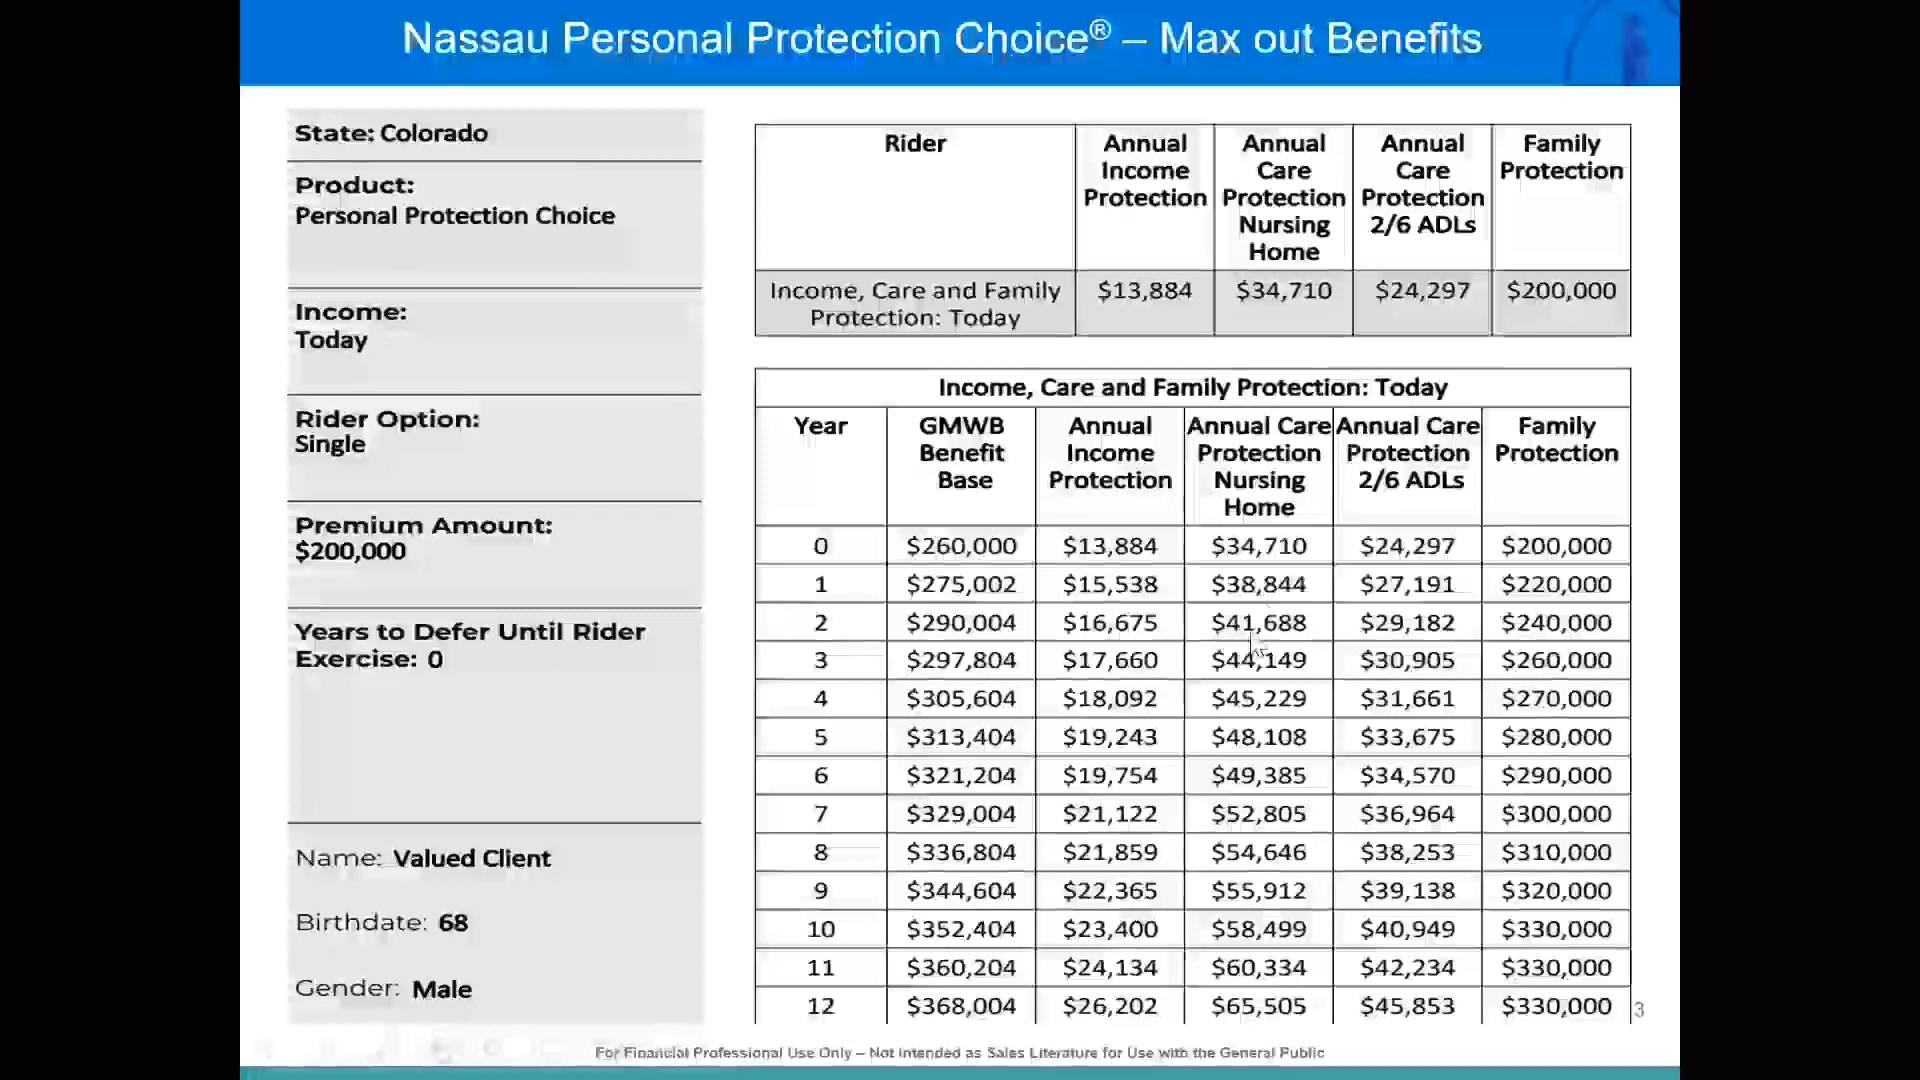 Nassau Personal Protection Choice® – Max out Benefits
State: Colorado
Product:
Personal Protection Choice
Income:
Today
Rider Option:
Single
Premium Amount:
$200,000
Years to Defer Until Rider
Exercise: 0
Name: Valued Client
Birthdate: 68
Gender: Male
Rider Annual Income Protection Annual Care Protection Nursing Home Annual Care Protection 2/6 ADLs Family Protection
Income, Care and Family Protection: Today $13,884 $34,710 $24,297 $200,000
Income, Care and Family Protection: Today
Year GMWB Benefit Base Annual Income Protection Annual Care Protection Nursing Home Annual Care Protection 2/6 ADLs Family Protection
0 $260,000 $13,884 $34,710 $24,297 $200,000
1 $275,002 $15,538 $38,844 $27,191 $220,000
2 $290,004 $16,675 $41,688 $29,182 $240,000
3 $297,804 $17,660 $44,149 $30,905 $260,000
4 $305,604 $18,092 $45,229 $31,661 $270,000
5 $313,404 $19,243 $48,108 $33,675 $280,000
6 $321,204 $19,754 $49,385 $34,570 $290,000
7 $329,004 $21,122 $52,805 $36,964 $300,000
8 $336,804 $21,859 $54,646 $38,253 $310,000
9 $344,604 $22,365 $55,912 $39,138 $320,000
10 $352,404 $23,400 $58,499 $40,949 $330,000
11 $360,204 $24,134 $60,334 $42,234 $330,000
12 $368,004 $26,202 $65,505 $45,853 $330,000
3
For Financial Professional Use Only – Not Intended as Sales Literature for Use with the General Public